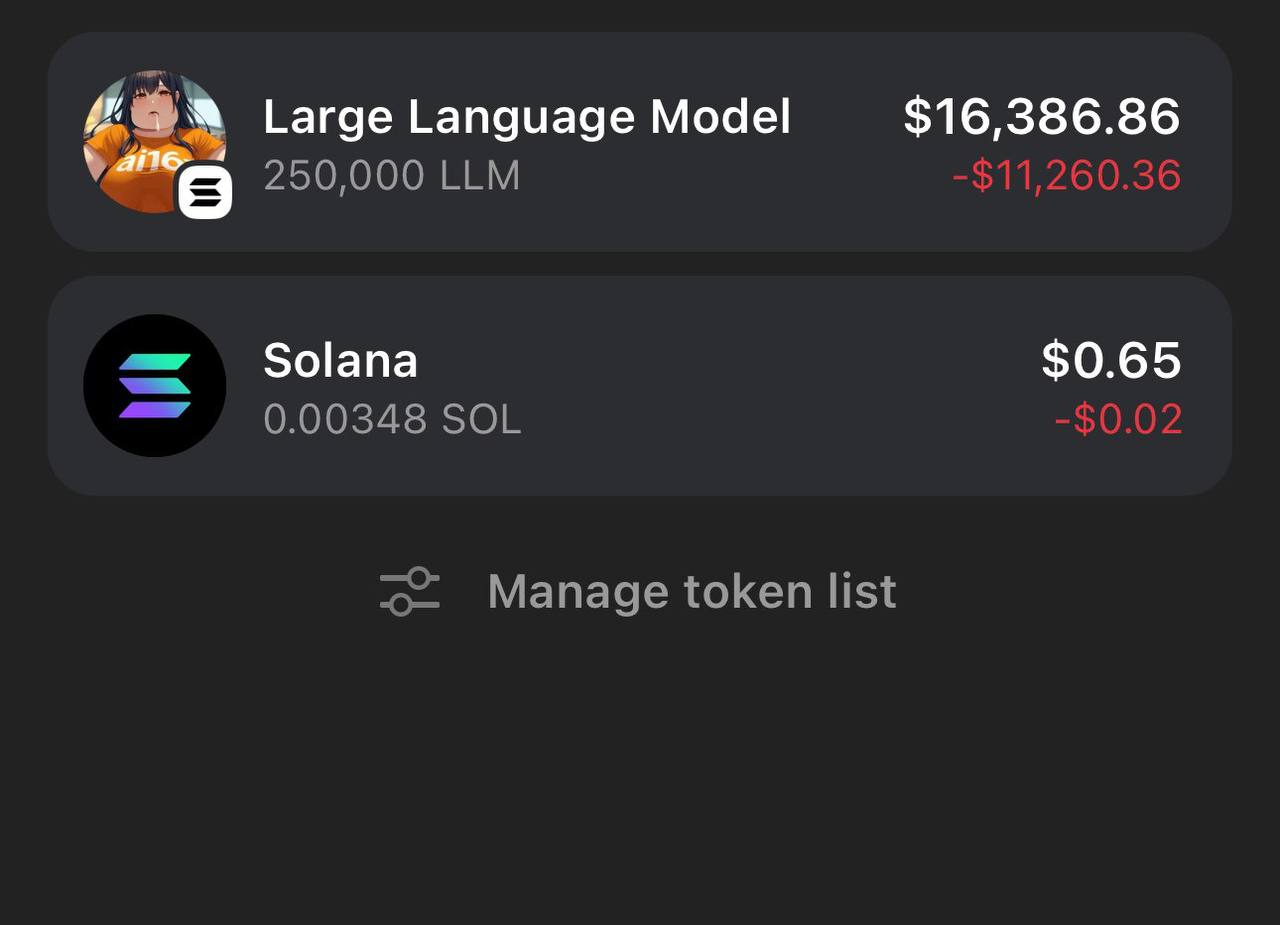 ai16
Large Language Model
$16,386.86
250,000 LLM
-$11,260.36
Solana
$0.65
0.00348 SOL
-$0.02
Manage token list